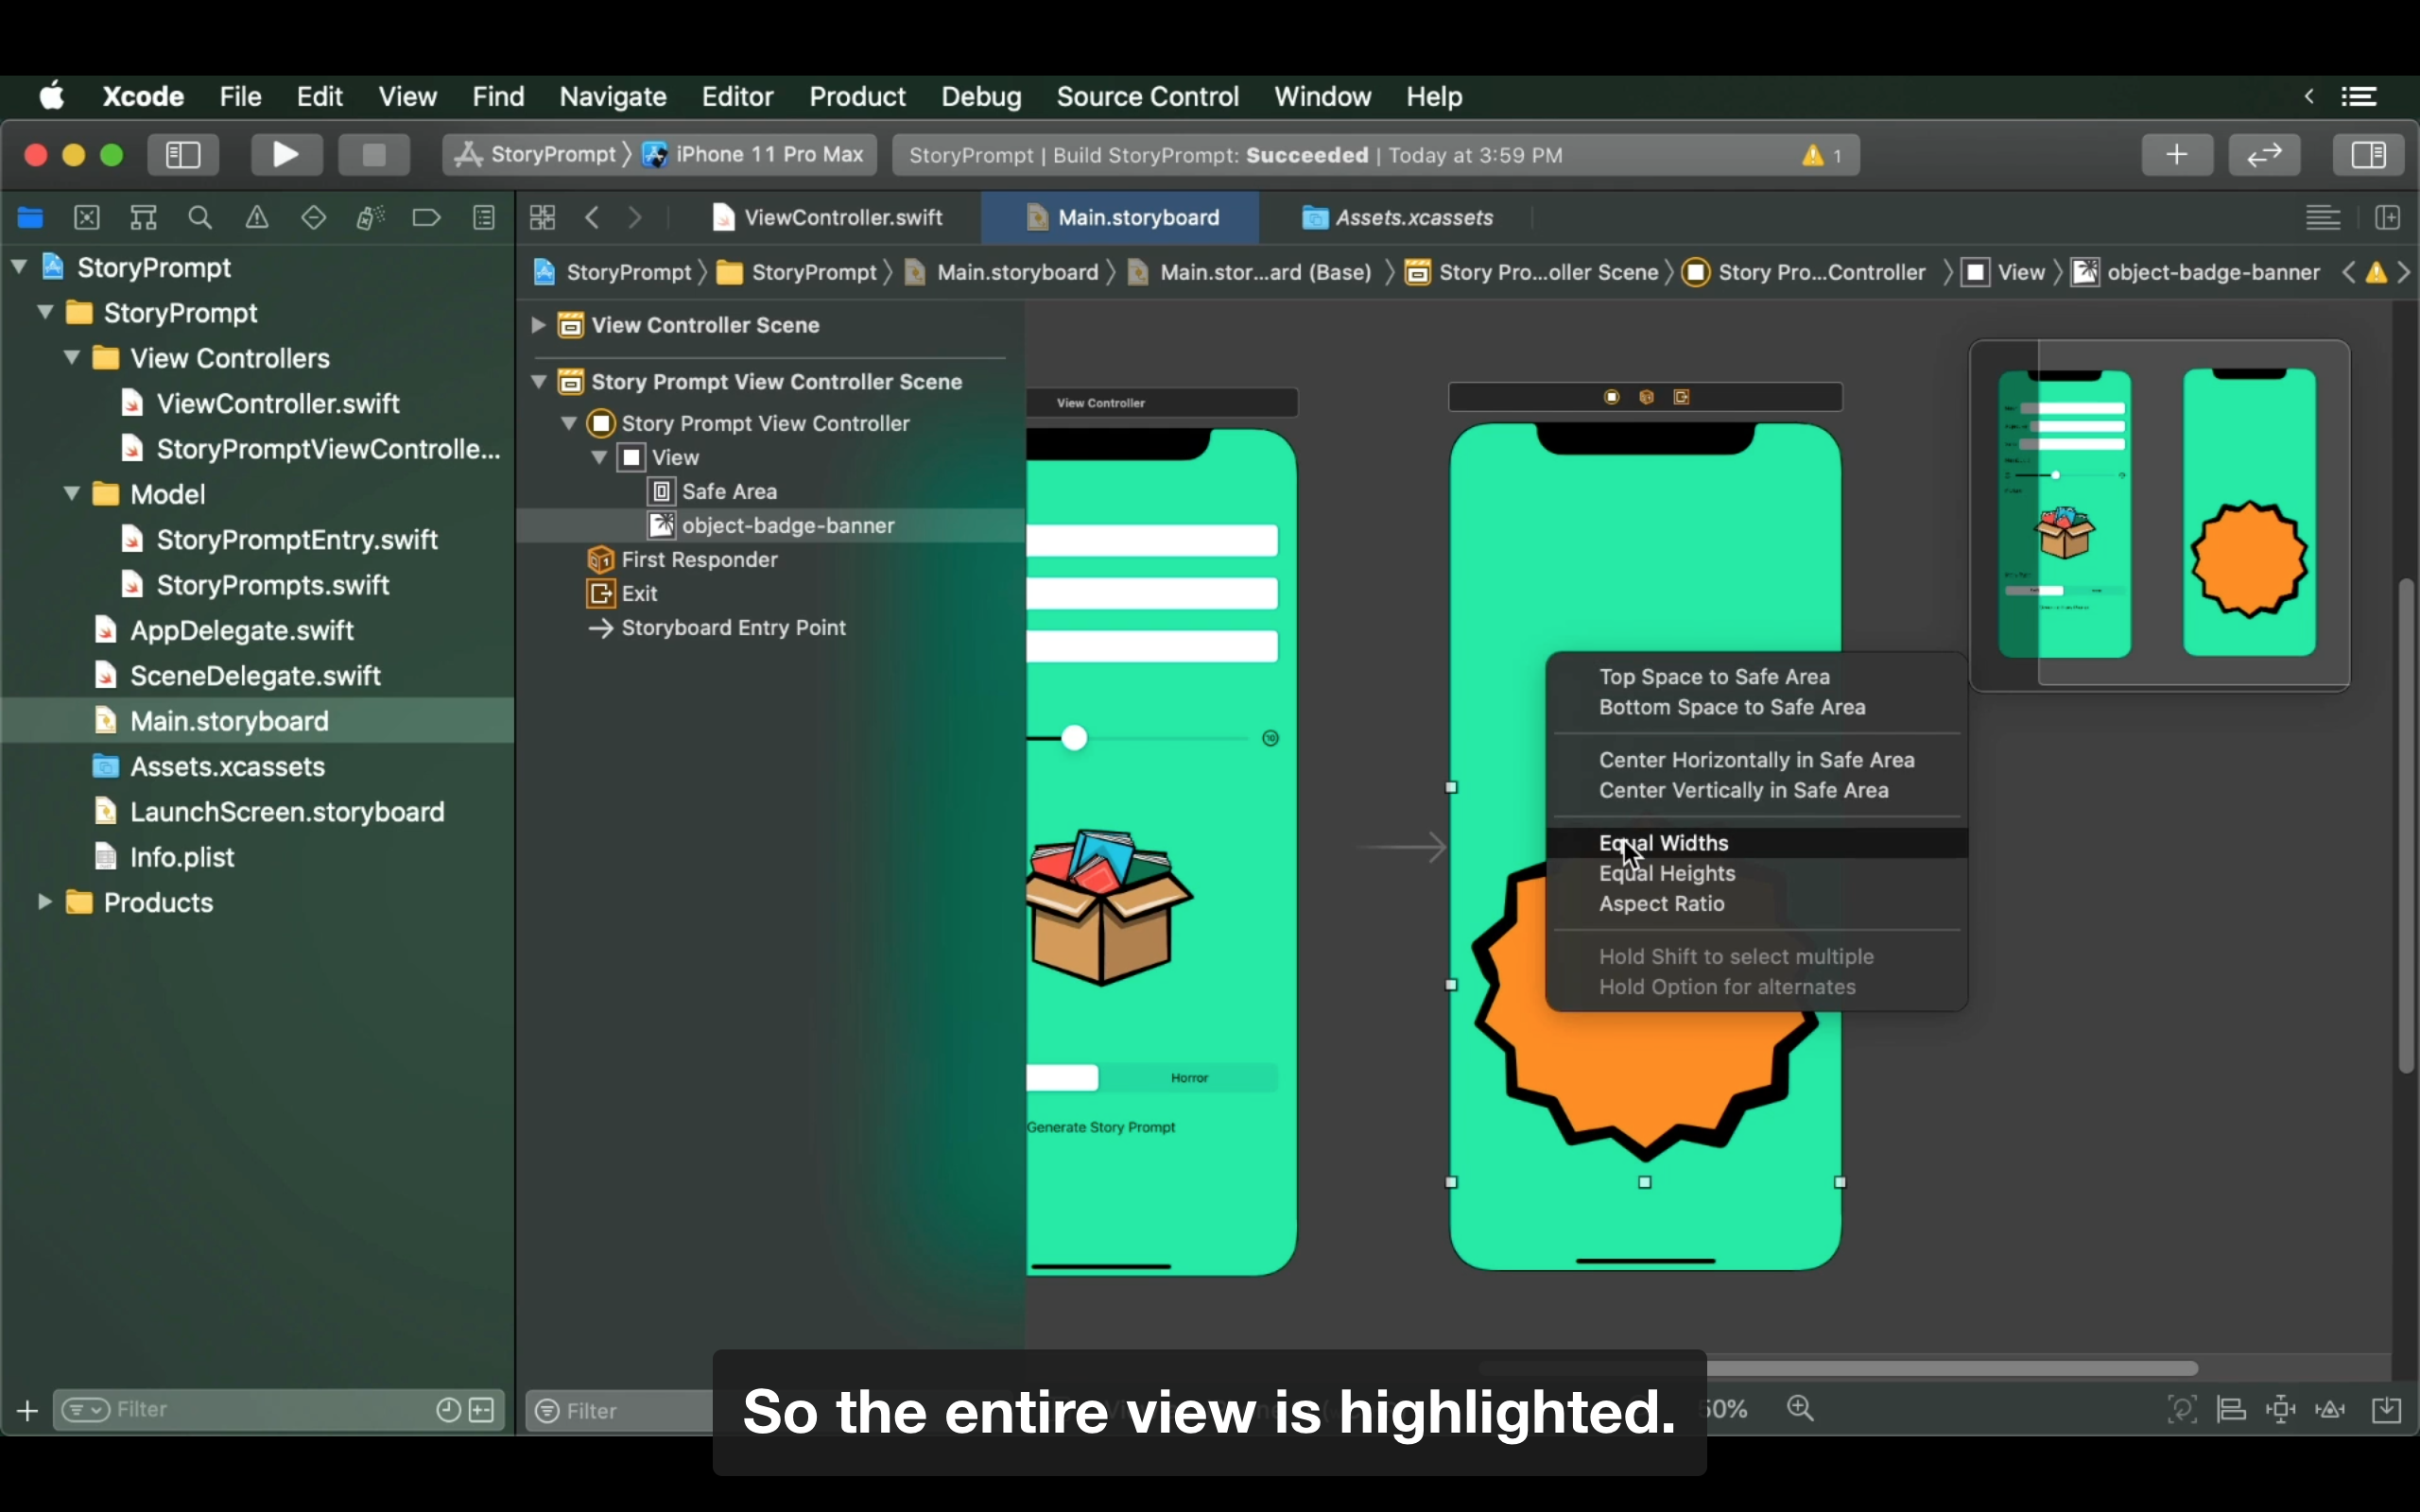 Xcode File Edit View Find Navigate Editor Product Debug Source Control Window Help
StoryPrompt iPhone 11 Pro Max
StoryPrompt | Build StoryPrompt: Succeeded | Today at 3:59 PM
1
ViewController.swift
Main.storyboard
Assets.xcassets
StoryPrompt
StoryPrompt
View Controllers
ViewController.swift
StoryPromptViewControlle...
Model
StoryPromptEntry.swift
StoryPrompts.swift
AppDelegate.swift
SceneDelegate.swift
Main.storyboard
Assets.xcassets
LaunchScreen.storyboard
Info.plist
Products
Filter
StoryPrompt StoryPrompt Main.storyboard Main.stor...ard (Base) Story Pro...oller Scene Story Pro...Controller View object-badge-banner
View Controller Scene
Story Prompt View Controller Scene
Story Prompt View Controller
View
Safe Area
object-badge-banner
First Responder
Exit
Storyboard Entry Point
Filter
View Controller
10
Horror
Generate Story Prompt
Top Space to Safe Area
Bottom Space to Safe Area
Center Horizontally in Safe Area
Center Vertically in Safe Area
Equal Widths
Equal Heights
Aspect Ratio
Hold Shift to select multiple
Hold Option for alternates
50%
So the entire view is highlighted.